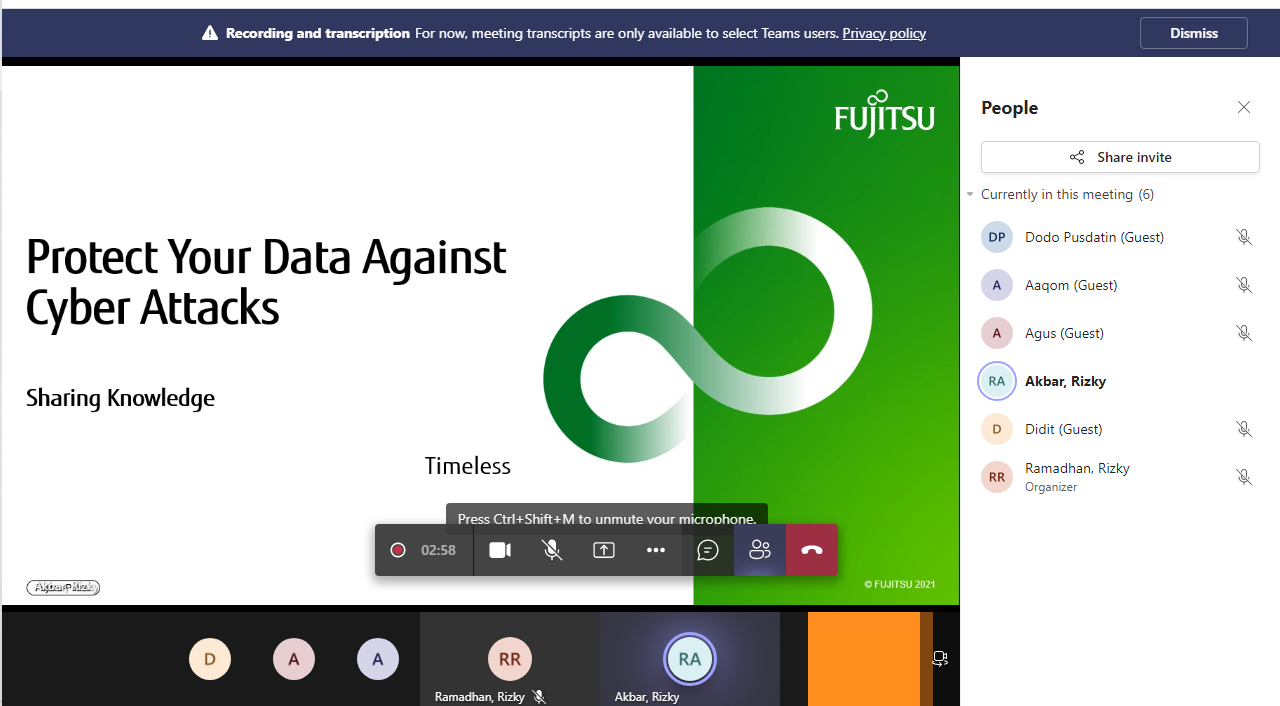 Recording and transcription For now, meeting transcripts are only available to select Teams users. Privacy policy
Dismiss
FUJITSU
Protect Your Data Against
Cyber Attacks
Sharing Knowledge
Timeless
Press Ctrl+Shift+M to unmute your microphone.
02:58
Akbar, Rizky
© FUJITSU 2021
D
A
A
RR
RA
Ramadhan, Rizky
Akbar, Rizky
People
Share invite
Currently in this meeting (6)
DP Dodo Pusdatin (Guest)
A Aaqom (Guest)
A Agus (Guest)
RA Akbar, Rizky
D Didit (Guest)
RR Ramadhan, Rizky
Organizer